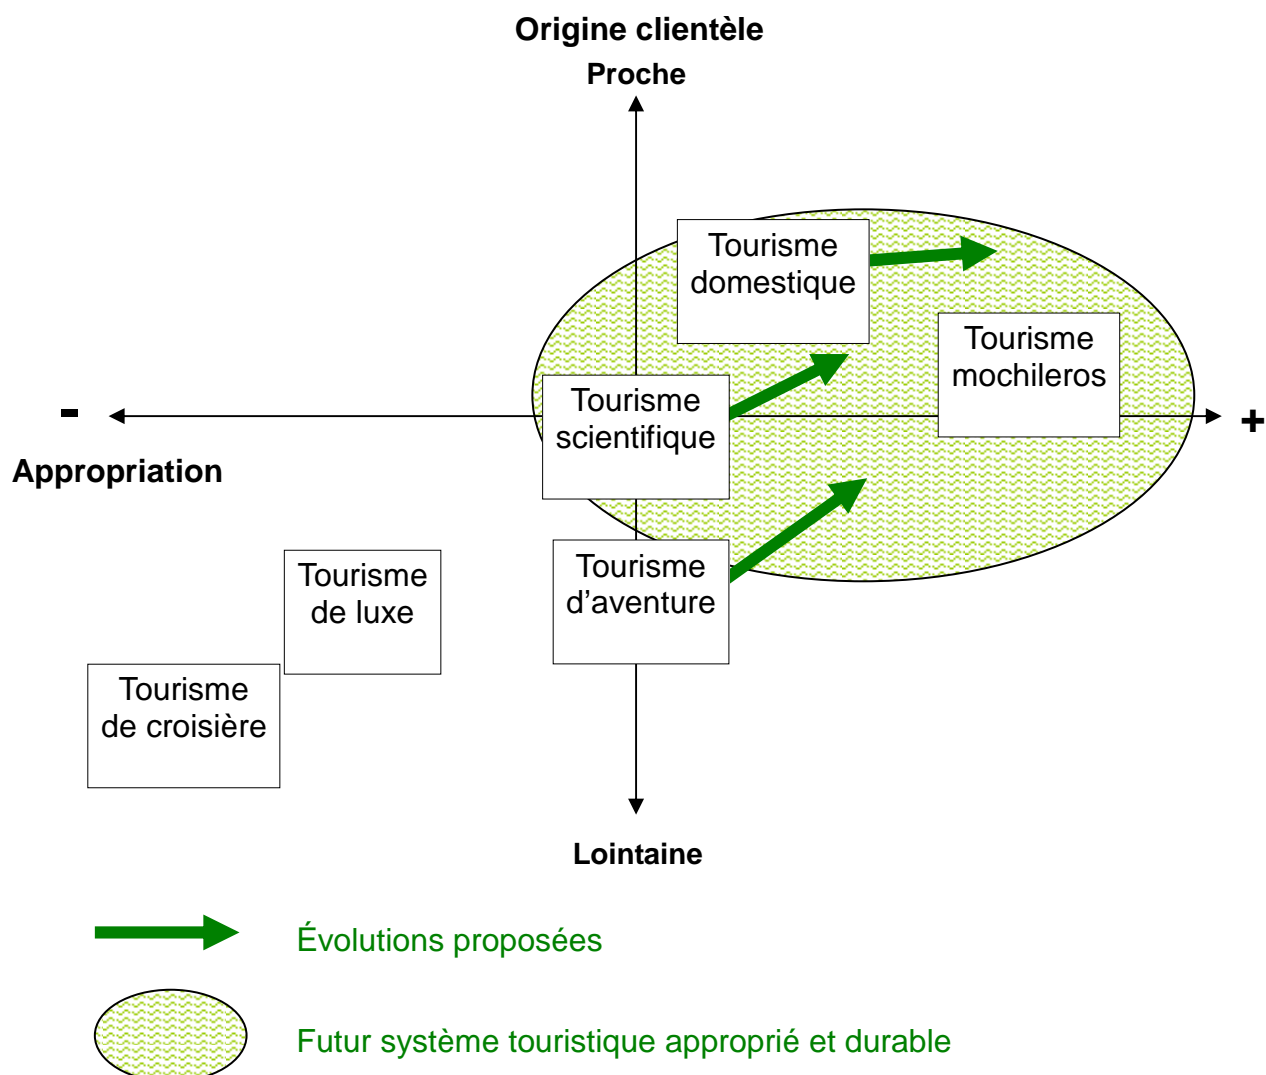 Origine clientèle
Proche
Tourisme
domestique
Tourisme
mochileros
Tourisme
scientifique
-
+
Appropriation
Tourisme
d’aventure
Tourisme
de luxe
Tourisme
de croisière
Lointaine
Évolutions proposées
Futur système touristique approprié et durable